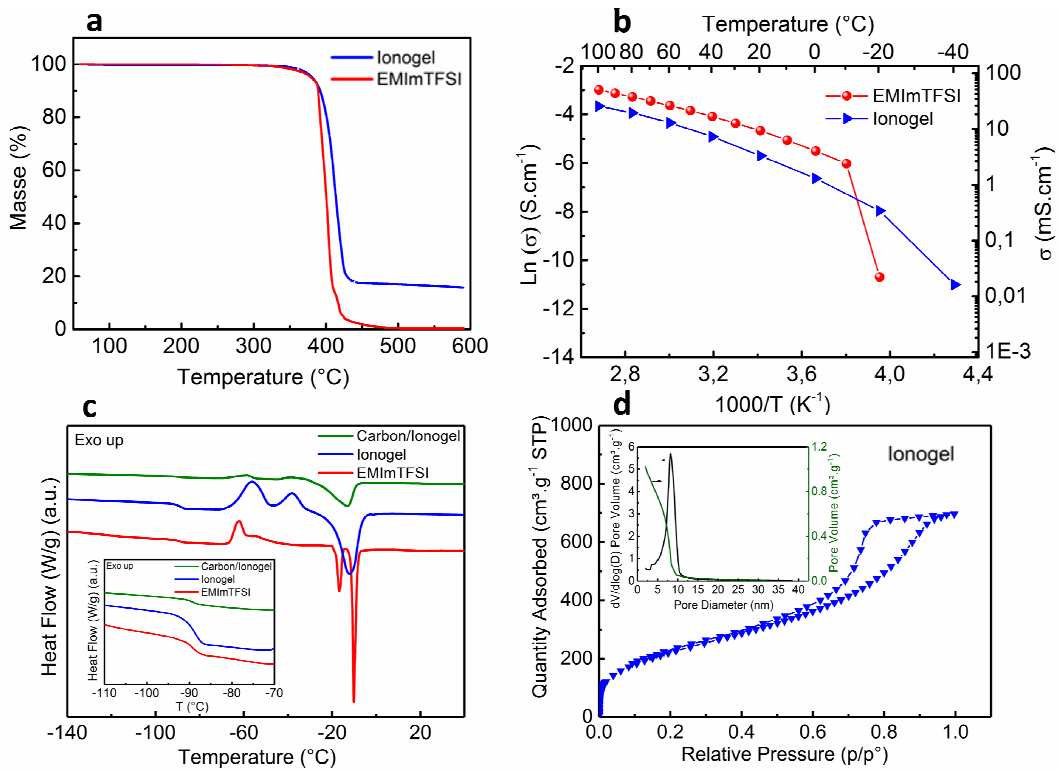 a
100
80
60
40
20
0
Masse (%)
Ionogel
EMImTFSI
100
200
300
400
500
600
Temperature (°C)
b
Temperature (°C)
100 80 60 40 20 0 -20 -40
-2
-4
-6
-8
-10
-12
-14
Ln (σ) (S.cm⁻¹)
EMImTFSI
Ionogel
100
10
1
0,1
0,01
1E-3
σ (mS.cm⁻¹)
2,8 3,2 3,6 4,0 4,4
1000/T (K⁻¹)
c
Exo up
Carbon/Ionogel
Ionogel
EMImTFSI
Heat Flow (W/g) (a.u.)
Exo up
Carbon/Ionogel
Ionogel
EMImTFSI
Heat Flow (W/g) (a.u.)
-110 -100 -90 -80 -70
T (°C)
-140 -100 -60 -20 20
Temperature (°C)
d
1000
800
600
400
200
0
Quantity Adsorbed (cm³.g⁻¹ STP)
Ionogel
6
5
4
3
2
1
0
dV/dlog(D) Pore Volume (cm³.g⁻¹)
1.2
0.8
0.4
0.0
Pore Volume (cm³.g⁻¹)
0 5 10 15 20 25 30 35 40
Pore Diameter (nm)
0.0 0.2 0.4 0.6 0.8 1.0
Relative Pressure (p/p°)